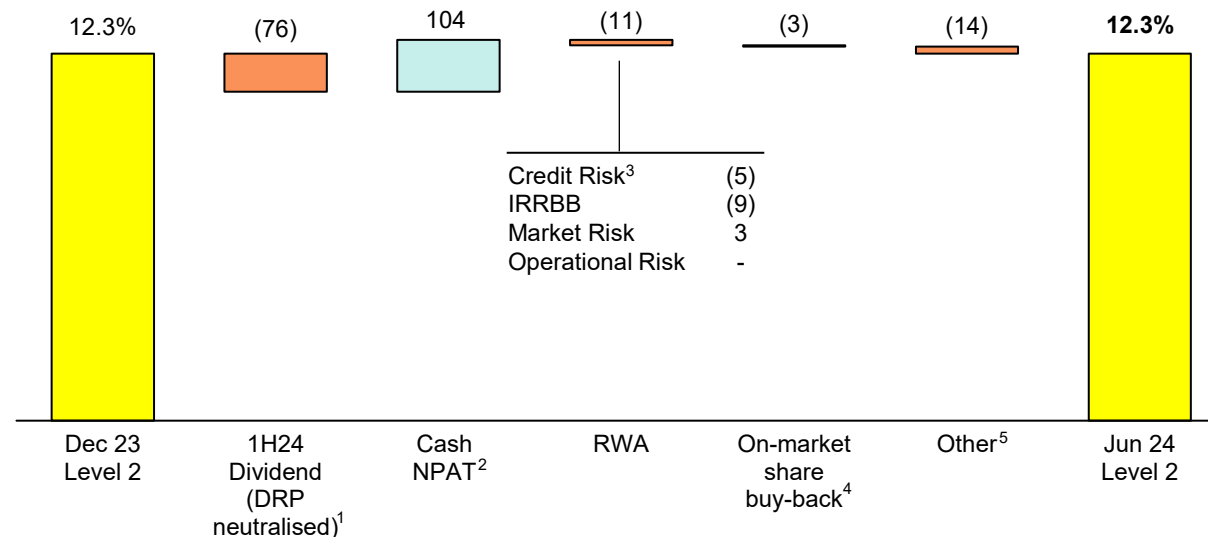 12.3%
(76)
104
(11)
(3)
(14)
12.3%
Credit Risk³ (5)
IRRBB (9)
Market Risk 3
Operational Risk -
Dec 23
Level 2
1H24
Dividend
(DRP
neutralised)¹
Cash
NPAT²
RWA
On-market
share
buy-back⁴
Other⁵
Jun 24
Level 2